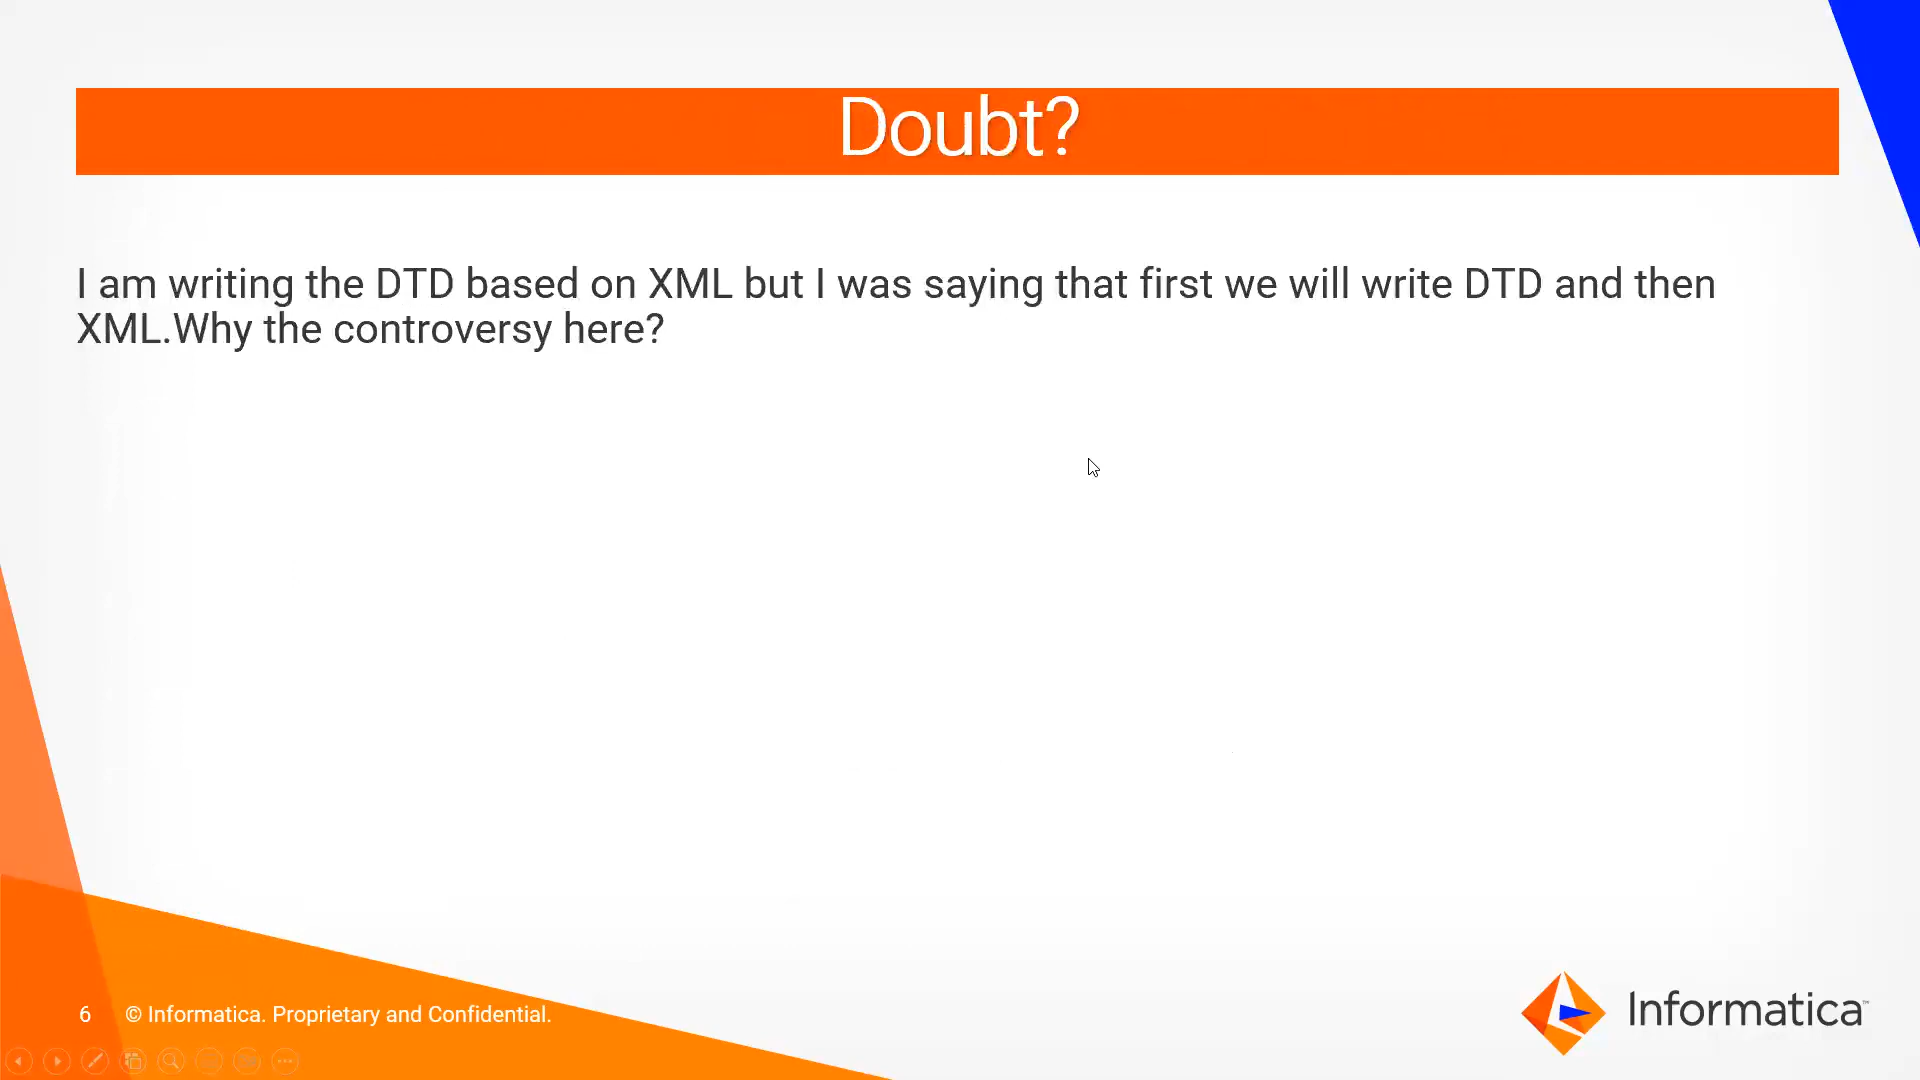 Doubt?
I am writing the DTD based on XML but I was saying that first we will write DTD and then
XML.Why the controversy here?
6 © Informatica. Proprietary and Confidential.
Informatica™